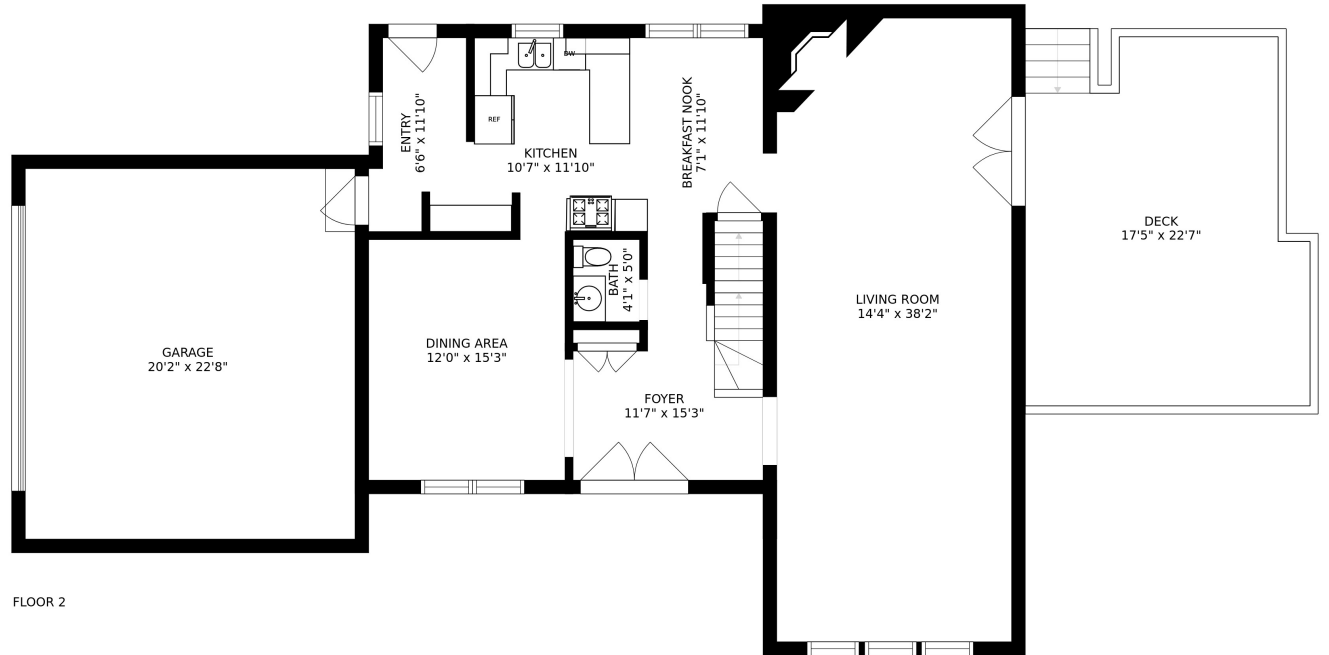 ENTRY
6'6" x 11'10"
REF
DW
KITCHEN
10'7" x 11'10"
BREAKFAST NOOK
7'1" x 11'10"
DECK
17'5" x 22'7"
BATH
4'1" x 5'0"
LIVING ROOM
14'4" x 38'2"
GARAGE
20'2" x 22'8"
DINING AREA
12'0" x 15'3"
FOYER
11'7" x 15'3"
FLOOR 2